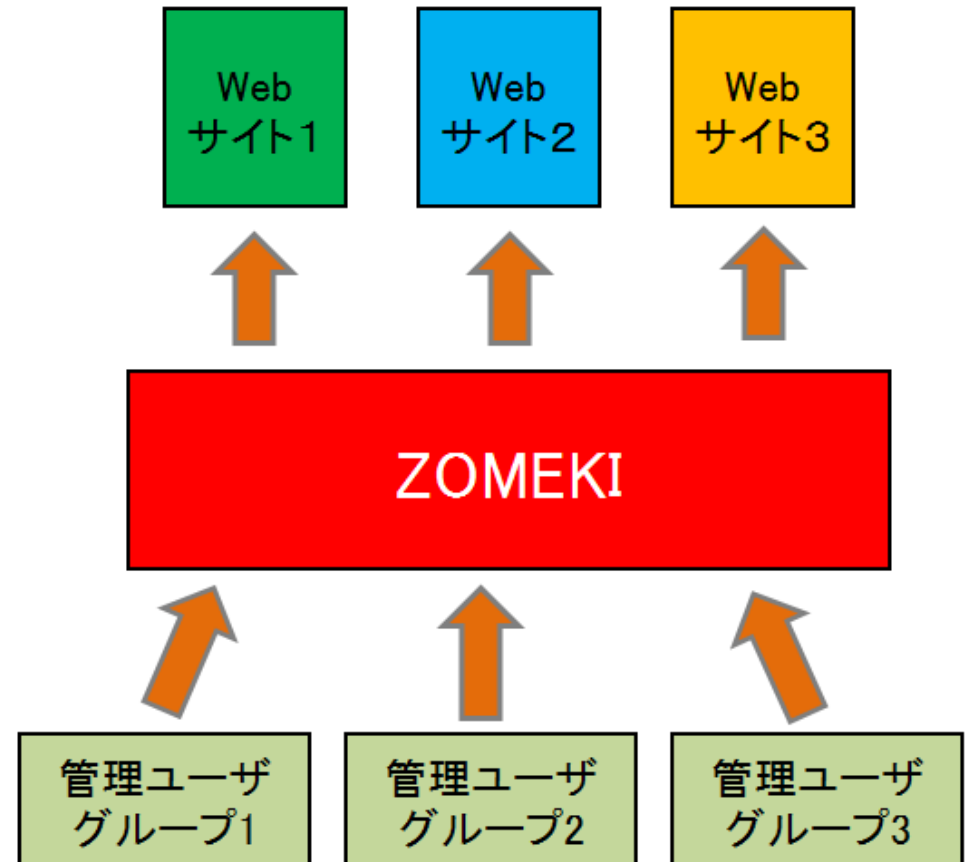 Web
サイト1
Web
サイト2
Web
サイト3
ZOMEKI
管理ユーザ
グループ1
管理ユーザ
グループ2
管理ユーザ
グループ3